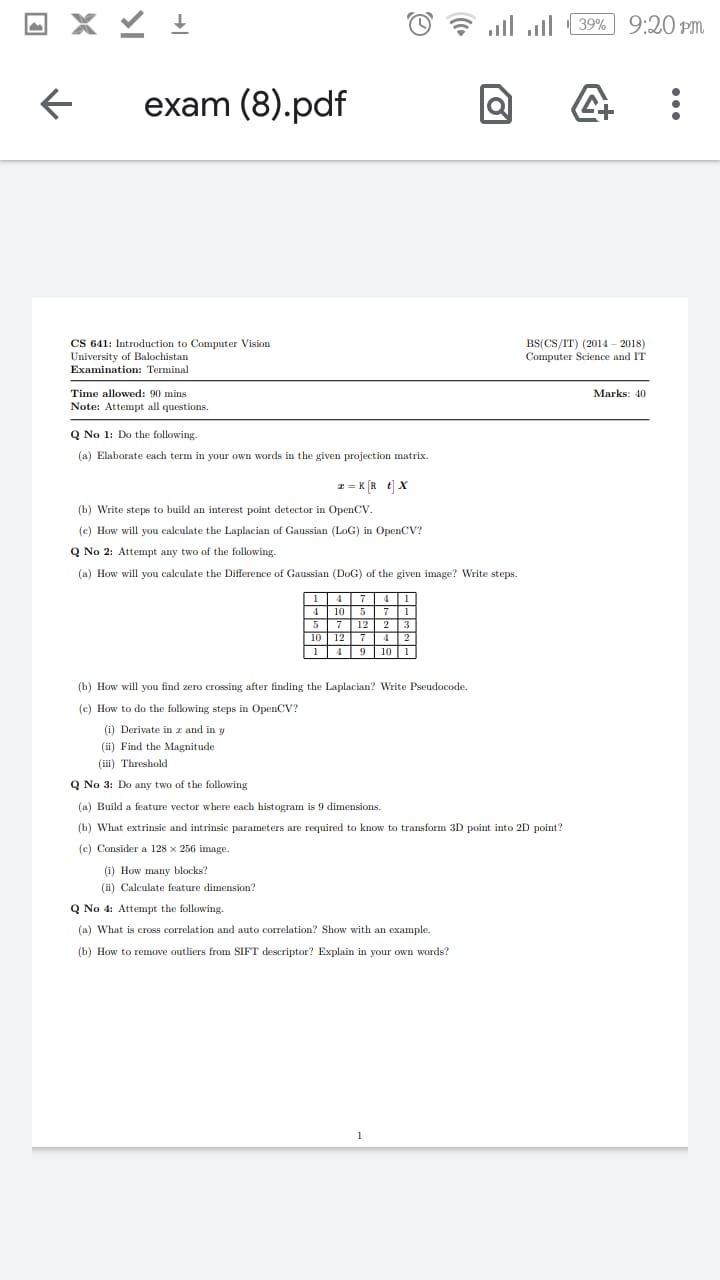 39% 9:20 PM
exam (8).pdf
CS 641: Introduction to Computer Vision
BS(CS/IT) (2014 – 2018)
University of Balochistan
Computer Science and IT
Examination: Terminal
Time allowed: 90 mins
Marks: 40
Note: Attempt all questions.
Q No 1: Do the following.
(a) Elaborate each term in your own words in the given projection matrix.
x = K [R t] X
(b) Write steps to build an interest point detector in OpenCV.
(c) How will you calculate the Laplacian of Gaussian (LoG) in OpenCV?
Q No 2: Attempt any two of the following.
(a) How will you calculate the Difference of Gaussian (DoG) of the given image? Write steps.
1 4 7 4 1
4 10 5 7 1
5 7 12 2 3
10 12 7 4 2
1 4 9 10 1
(b) How will you find zero crossing after finding the Laplacian? Write Pseudocode.
(c) How to do the following steps in OpenCV?
(i) Derivate in x and in y
(ii) Find the Magnitude
(iii) Threshold
Q No 3: Do any two of the following
(a) Build a feature vector where each histogram is 9 dimensions.
(b) What extrinsic and intrinsic parameters are required to know to transform 3D point into 2D point?
(c) Consider a 128 × 256 image.
(i) How many blocks?
(ii) Calculate feature dimension?
Q No 4: Attempt the following.
(a) What is cross correlation and auto correlation? Show with an example.
(b) How to remove outliers from SIFT descriptor? Explain in your own words?
1